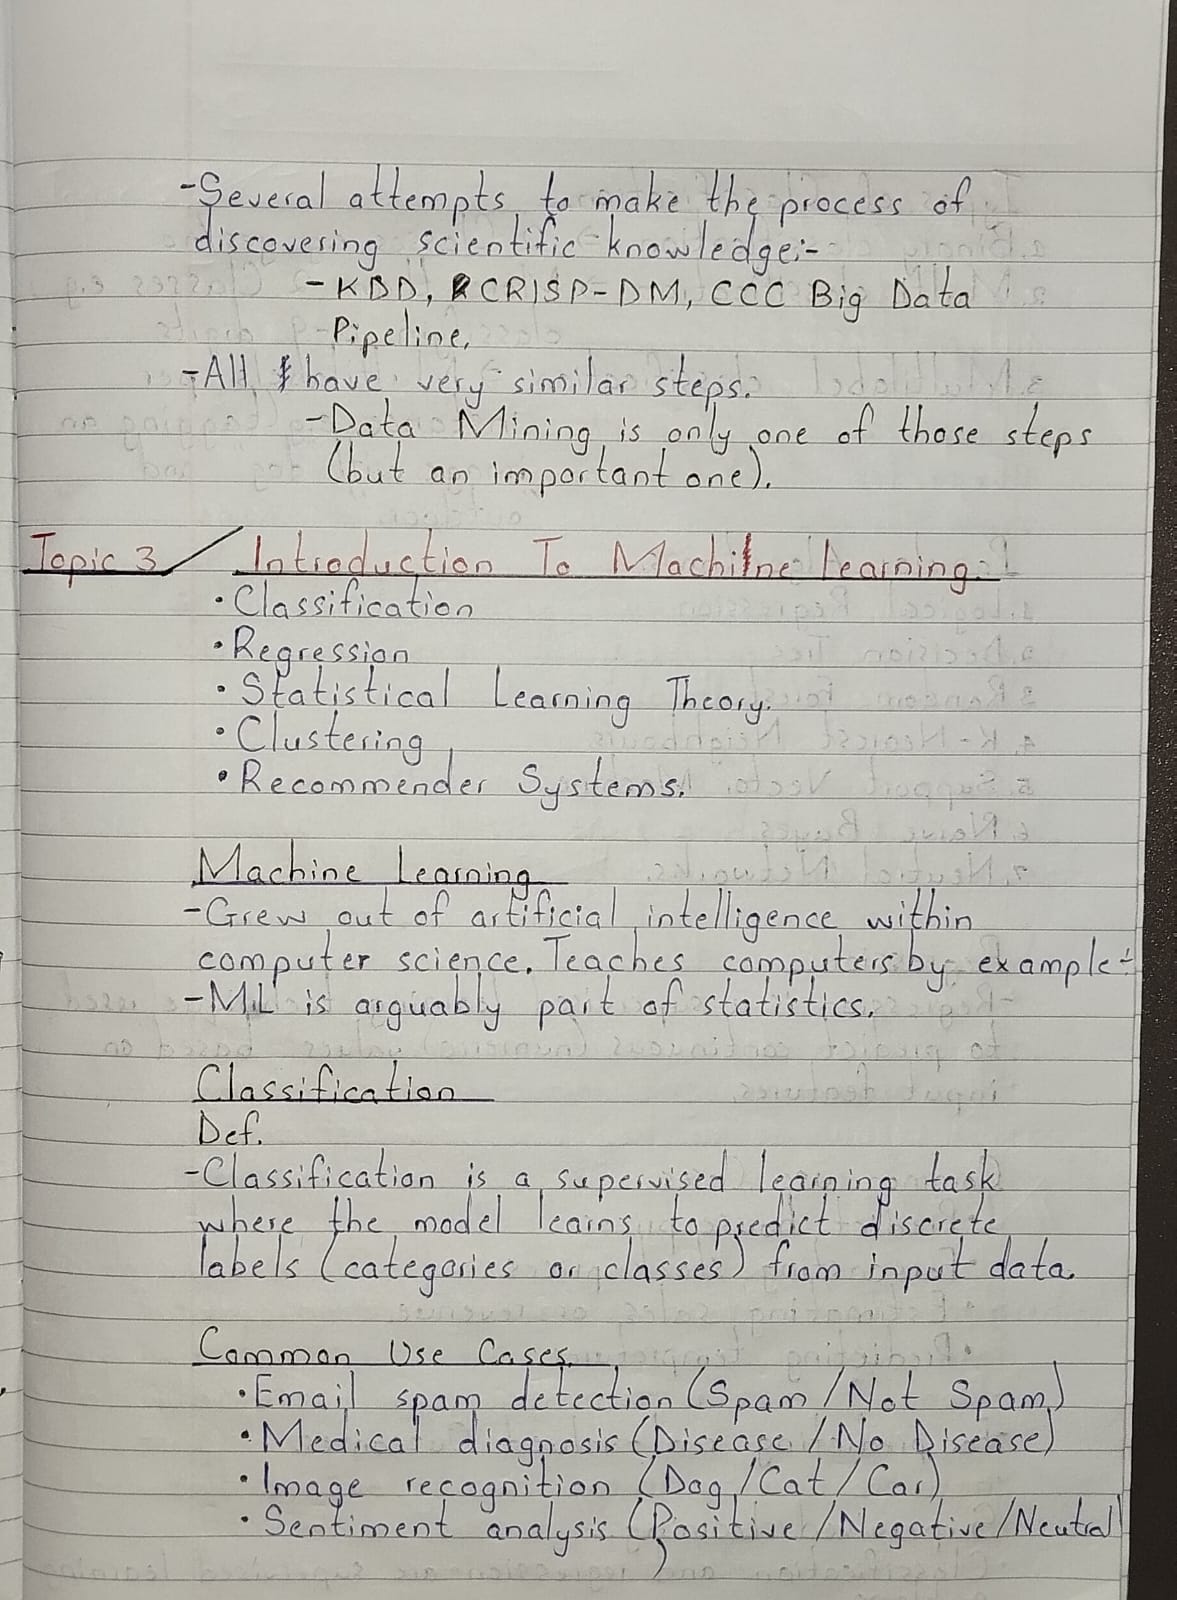 -Several attempts to make the process of
discovering scientific knowledge:-
-KDD, CRISP-DM, CCC Big Data
Pipeline,
-All have very similar steps.
-Data Mining is only one of those steps
(but an important one).
Topic 3 / Introduction To Machine Learning.
•Classification
•Regression
•Statistical Learning Theory.
•Clustering
•Recommender Systems.
Machine Learning
-Grew out of artificial intelligence within
computer science. Teaches computers by example-
-ML is arguably part of statistics.
Classification
Def.
-Classification is a supervised learning task
where the model learns to predict discrete
labels (categories or classes) from input data.
Common Use Cases
•Email spam detection (Spam/Not Spam)
•Medical diagnosis (Disease/No Disease)
•Image recognition (Dog/Cat/Car)
•Sentiment analysis (Positive/Negative/Neutral
)